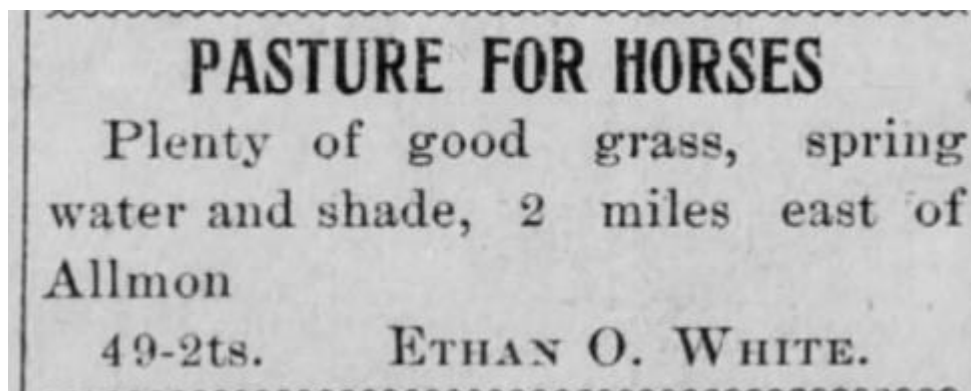 PASTURE FOR HORSES
Plenty of good grass, spring
water and shade, 2 miles east of
Allmon
49-2ts. ETHAN O. WHITE.